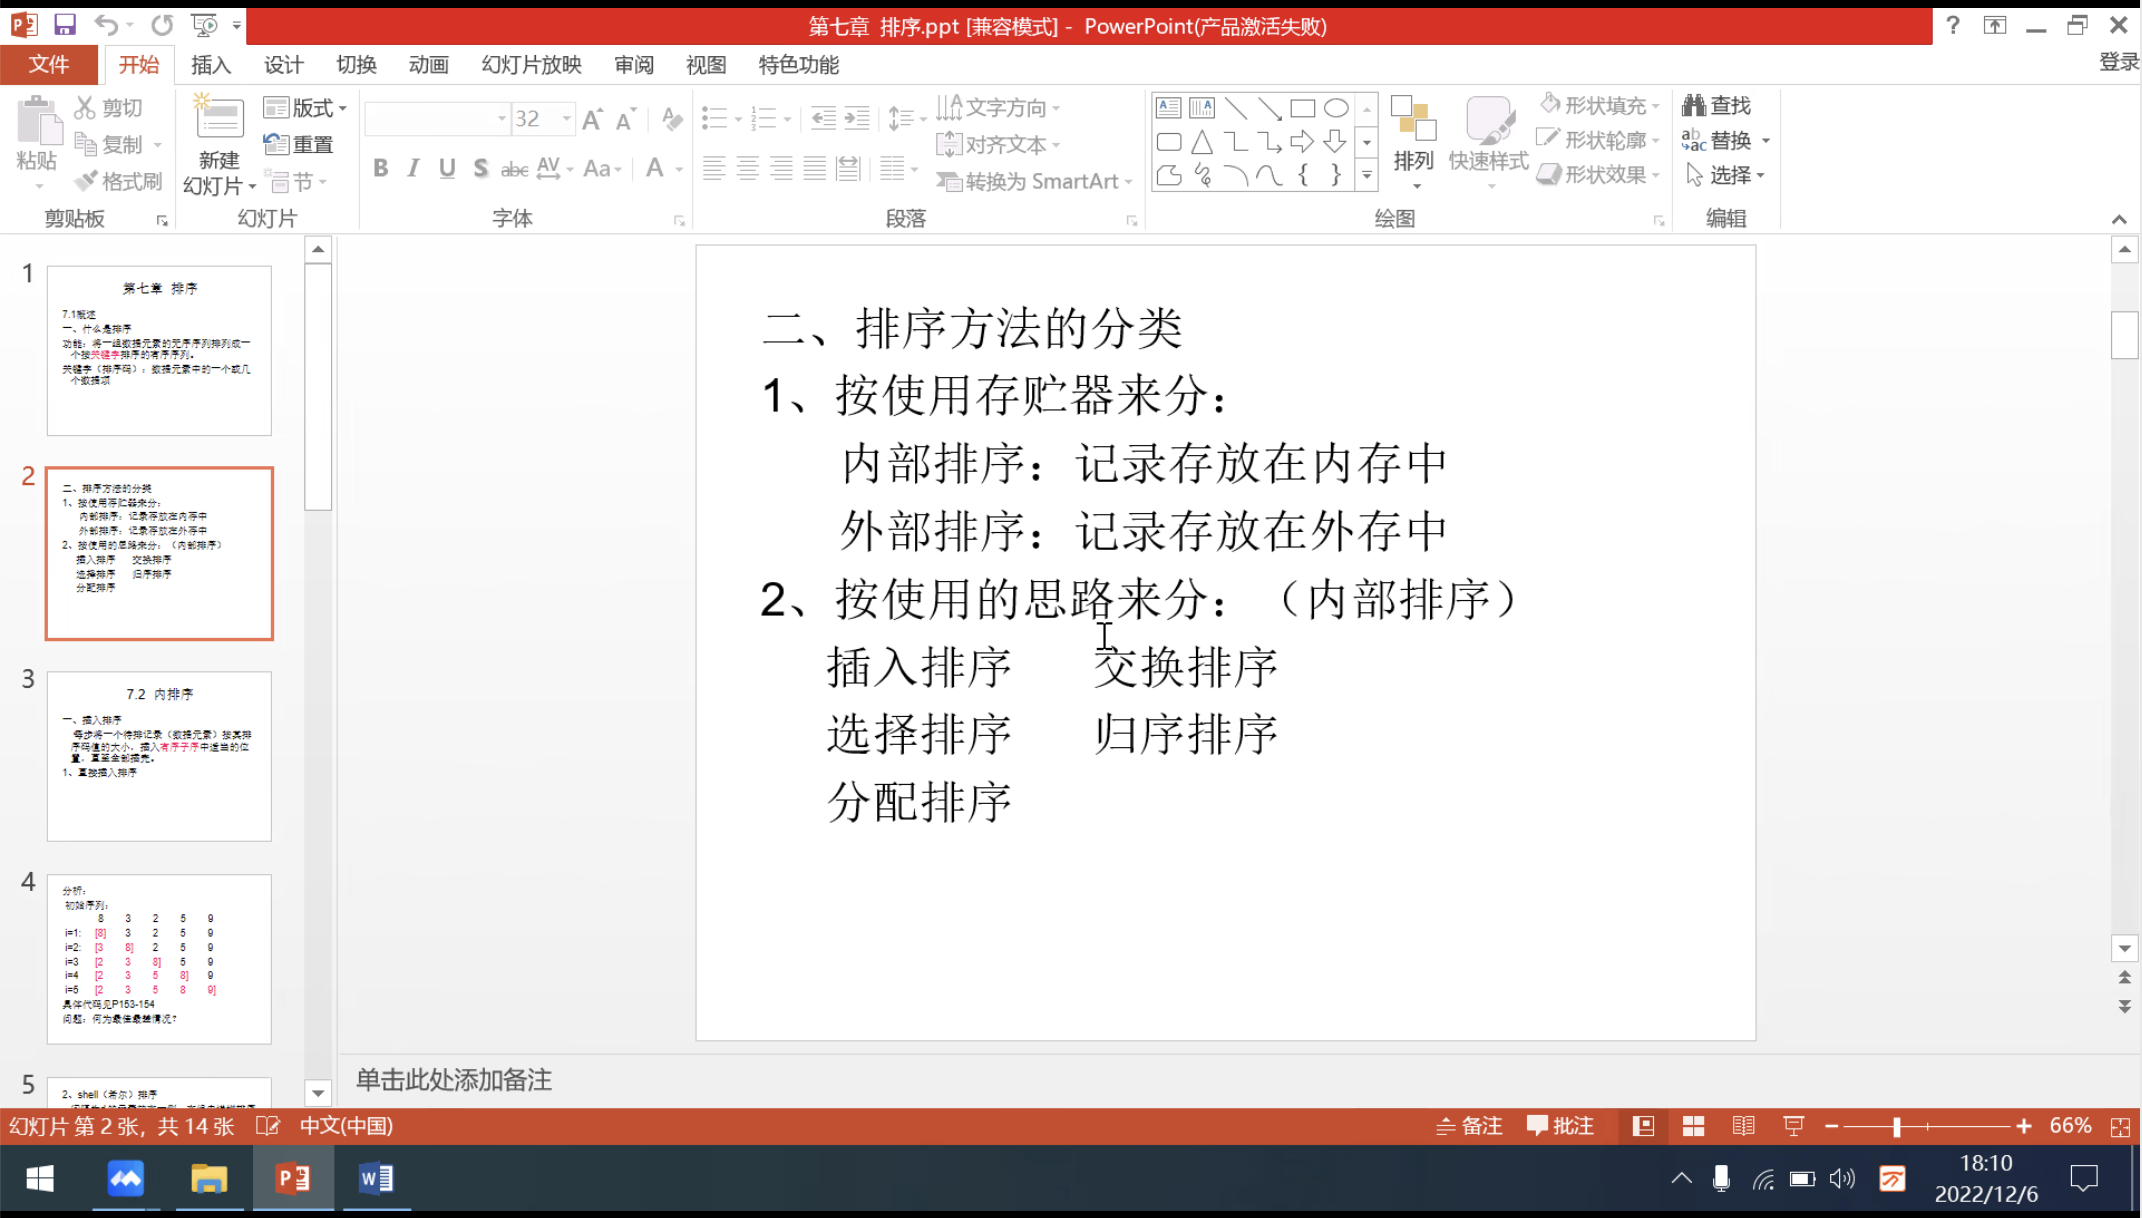 第七章 排序.ppt [兼容模式] - PowerPoint(产品激活失败)
文件 开始 插入 设计 切换 动画 幻灯片放映 审阅 视图 特色功能 登录
粘贴 剪切 复制 格式刷 剪贴板
新建幻灯片 版式 重置 节 幻灯片
32 字体
文字方向 对齐文本 转换为 SmartArt 段落
排列 快速样式 形状填充 形状轮廓 形状效果 绘图
查找 替换 选择 编辑
1
第七章 排序
7.1概述
一、什么是排序
功能：将一组数据元素的无序序列排列成一
个按关键字排序的有序序列。
关键字（排序码）：数据元素中的一个或几
个数据项
2
二、排序方法的分类
1、按使用存贮器来分：
内部排序：记录存放在内存中
外部排序：记录存放在外存中
2、按使用的思路来分：（内部排序）
插入排序 交换排序
选择排序 归序排序
分配排序
3
7.2 内排序
一、插入排序
每步将一个待排记录（数据元素）按其排
序码值的大小，插入有序子序中适当的位
置，直至全部插完。
1、直接插入排序
4
分析：
初始序列：
8 3 2 5 9
i=1: [8] 3 2 5 9
i=2: [3 8] 2 5 9
i=3 [2 3 8] 5 9
i=4 [2 3 5 8] 9
i=5 [2 3 5 8 9]
具体代码见P153-154
问题：何为最佳最差情况？
5
2、shell（希尔）排序
二、排序方法的分类
1、按使用存贮器来分：
内部排序：记录存放在内存中
外部排序：记录存放在外存中
2、按使用的思路来分：（内部排序）
插入排序 交换排序
选择排序 归序排序
分配排序
单击此处添加备注
幻灯片 第 2 张，共 14 张 中文(中国) 备注 批注 66%
18:10
2022/12/6